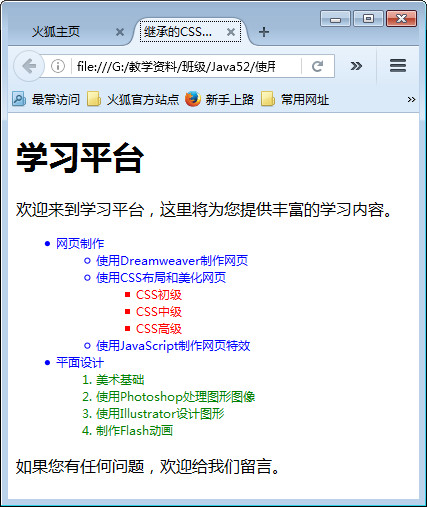 火狐主页
继承的CSS...
file:///G:/教学资料/班级/Java52/使用
最常访问 火狐官方站点 新手上路 常用网址
学习平台
欢迎来到学习平台，这里将为您提供丰富的学习内容。
网页制作
使用Dreamweaver制作网页
使用CSS布局和美化网页
CSS初级
CSS中级
CSS高级
使用JavaScript制作网页特效
平面设计
1. 美术基础
2. 使用Photoshop处理图形图像
3. 使用Illustrator设计图形
4. 制作Flash动画
如果您有任何问题，欢迎给我们留言。